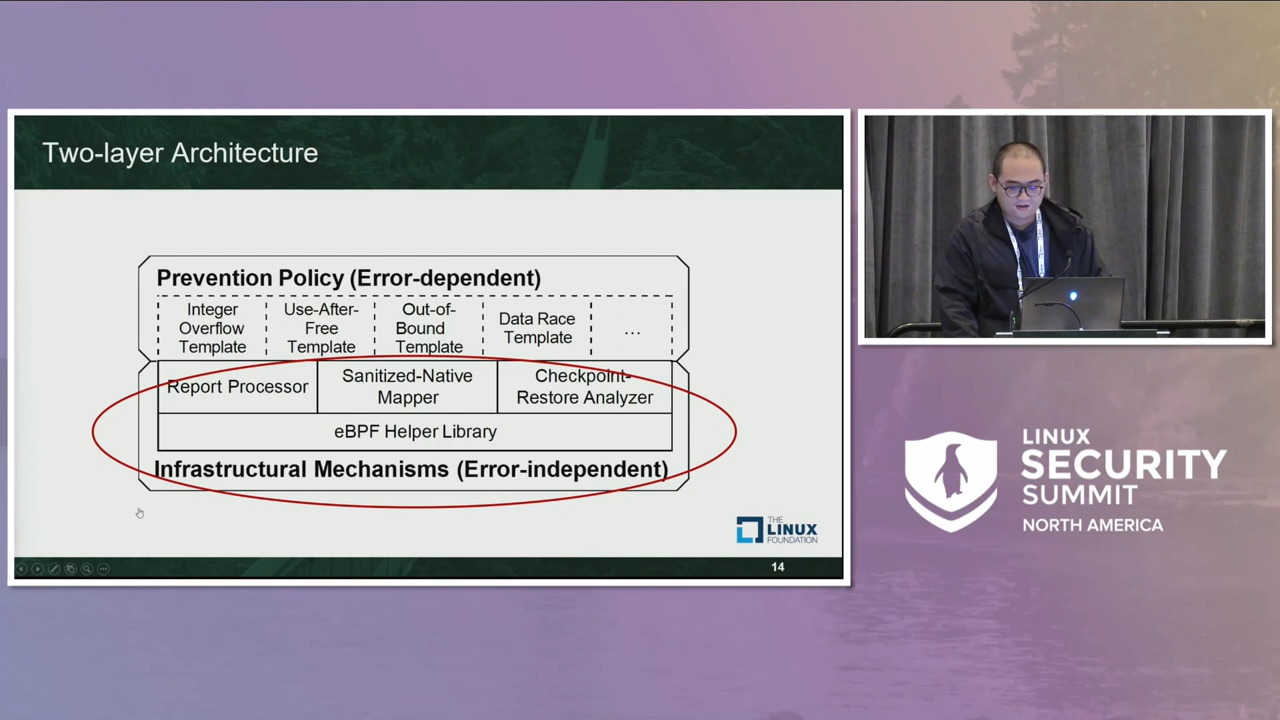 Two-layer Architecture
Prevention Policy (Error-dependent)
Integer
Overflow
Template
Use-After-
Free
Template
Out-of-
Bound
Template
Data Race
Template
...
Report Processor
Sanitized-Native
Mapper
Checkpoint-
Restore Analyzer
eBPF Helper Library
Infrastructural Mechanisms (Error-independent)
THE
LINUX
FOUNDATION
14
LINUX
SECURITY
SUMMIT
NORTH AMERICA